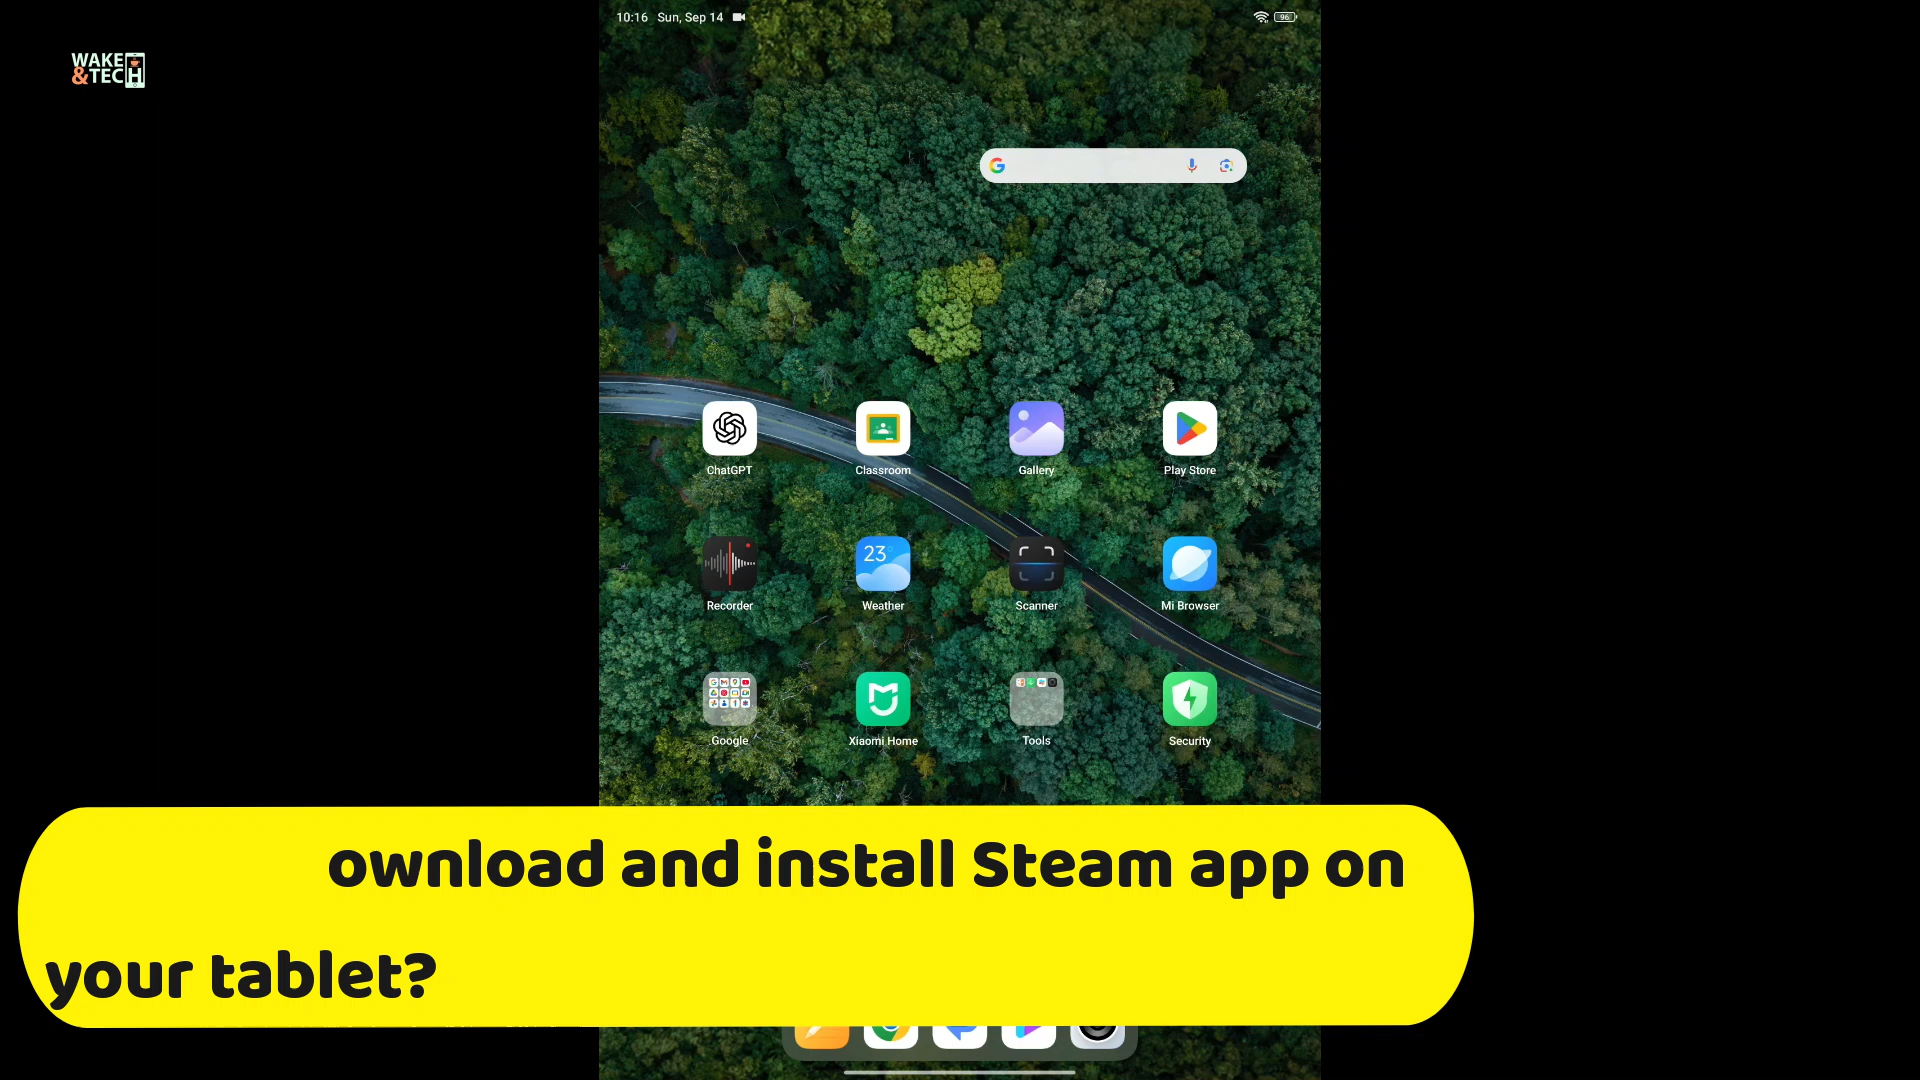 10:16 Sun, Sep 14 96
WAKE
&TECH
ChatGPT Classroom Gallery Play Store
23°
Recorder Weather Scanner Mi Browser
Google Xiaomi Home Tools Security
ownload and install Steam app on
your tablet?